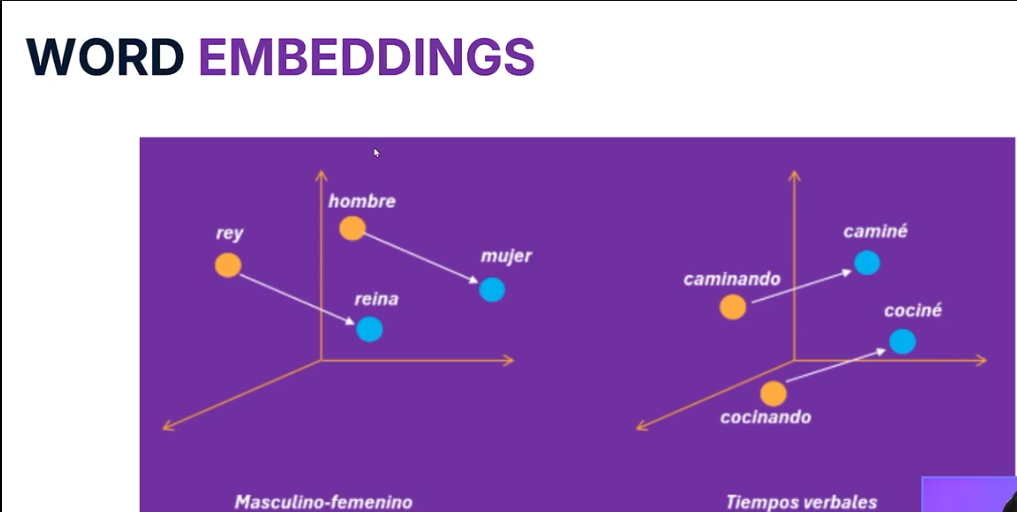 WORD EMBEDDINGS
hombre
rey
mujer
reina
Masculino-femenino
caminé
caminando
cociné
cocinando
Tiempos verbales